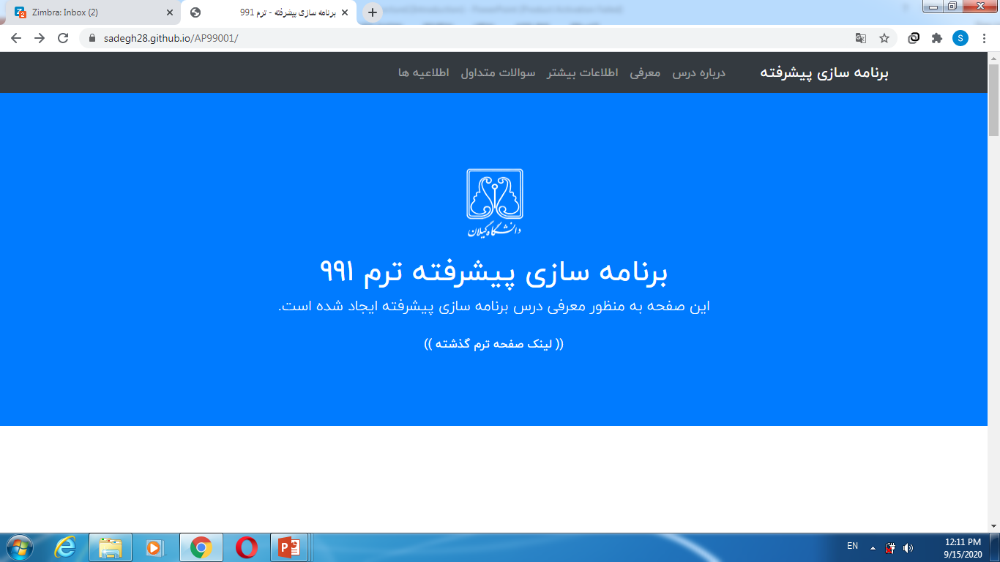 Zimbra: Inbox (2)
برنامه سازی پیشرفته - ترم 991
sadegh28.github.io/AP99001/
S
برنامه سازی پیشرفته
درباره درس
معرفی
اطلاعات بیشتر
سوالات متداول
اطلاعیه ها
دانشگاه گیلان
برنامه سازی پیشرفته ترم ۹۹۱
این صفحه به منظور معرفی درس برنامه سازی پیشرفته ایجاد شده است.
(( لینک صفحه ترم گذشته ))
EN
12:11 PM
9/15/2020